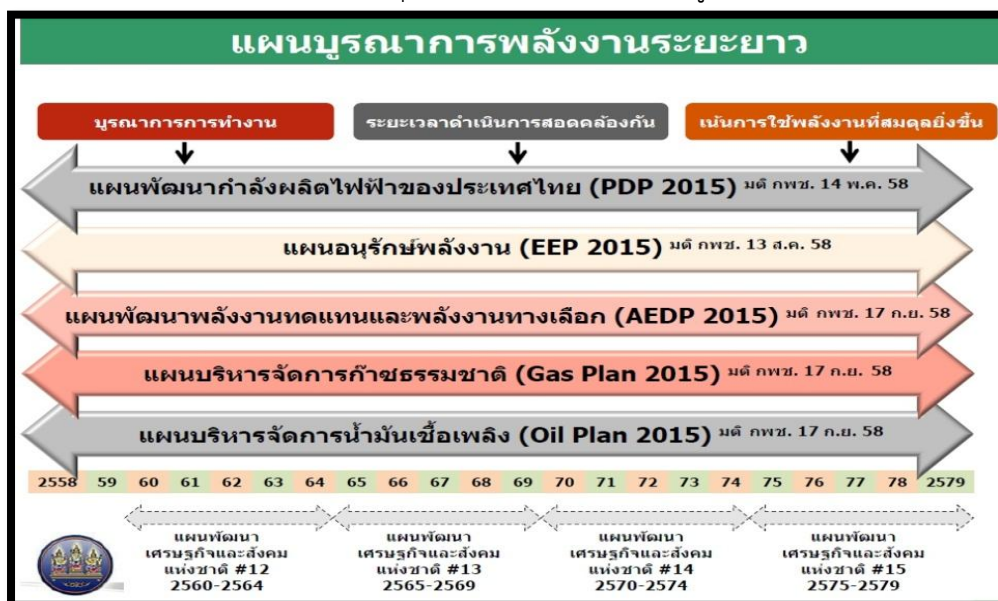 แผนบูรณาการพลังงานระยะยาว
บูรณาการการทำงาน
ระยะเวลาดำเนินการสอดคล้องกัน
เน้นการใช้พลังงานที่สมดุลยิ่งขึ้น
แผนพัฒนากำลังผลิตไฟฟ้าของประเทศไทย (PDP 2015) มติ กพช. 14 พ.ค. 58
แผนอนุรักษ์พลังงาน (EEP 2015) มติ กพช. 13 ส.ค. 58
แผนพัฒนาพลังงานทดแทนและพลังงานทางเลือก (AEDP 2015) มติ กพช. 17 ก.ย. 58
แผนบริหารจัดการก๊าซธรรมชาติ (Gas Plan 2015) มติ กพช. 17 ก.ย. 58
แผนบริหารจัดการน้ำมันเชื้อเพลิง (Oil Plan 2015) มติ กพช. 17 ก.ย. 58
2558 59 60 61 62 63 64 65 66 67 68 69 70 71 72 73 74 75 76 77 78 2579
แผนพัฒนา
เศรษฐกิจและสังคม
แห่งชาติ #12
2560-2564
แผนพัฒนา
เศรษฐกิจและสังคม
แห่งชาติ #13
2565-2569
แผนพัฒนา
เศรษฐกิจและสังคม
แห่งชาติ #14
2570-2574
แผนพัฒนา
เศรษฐกิจและสังคม
แห่งชาติ #15
2575-2579